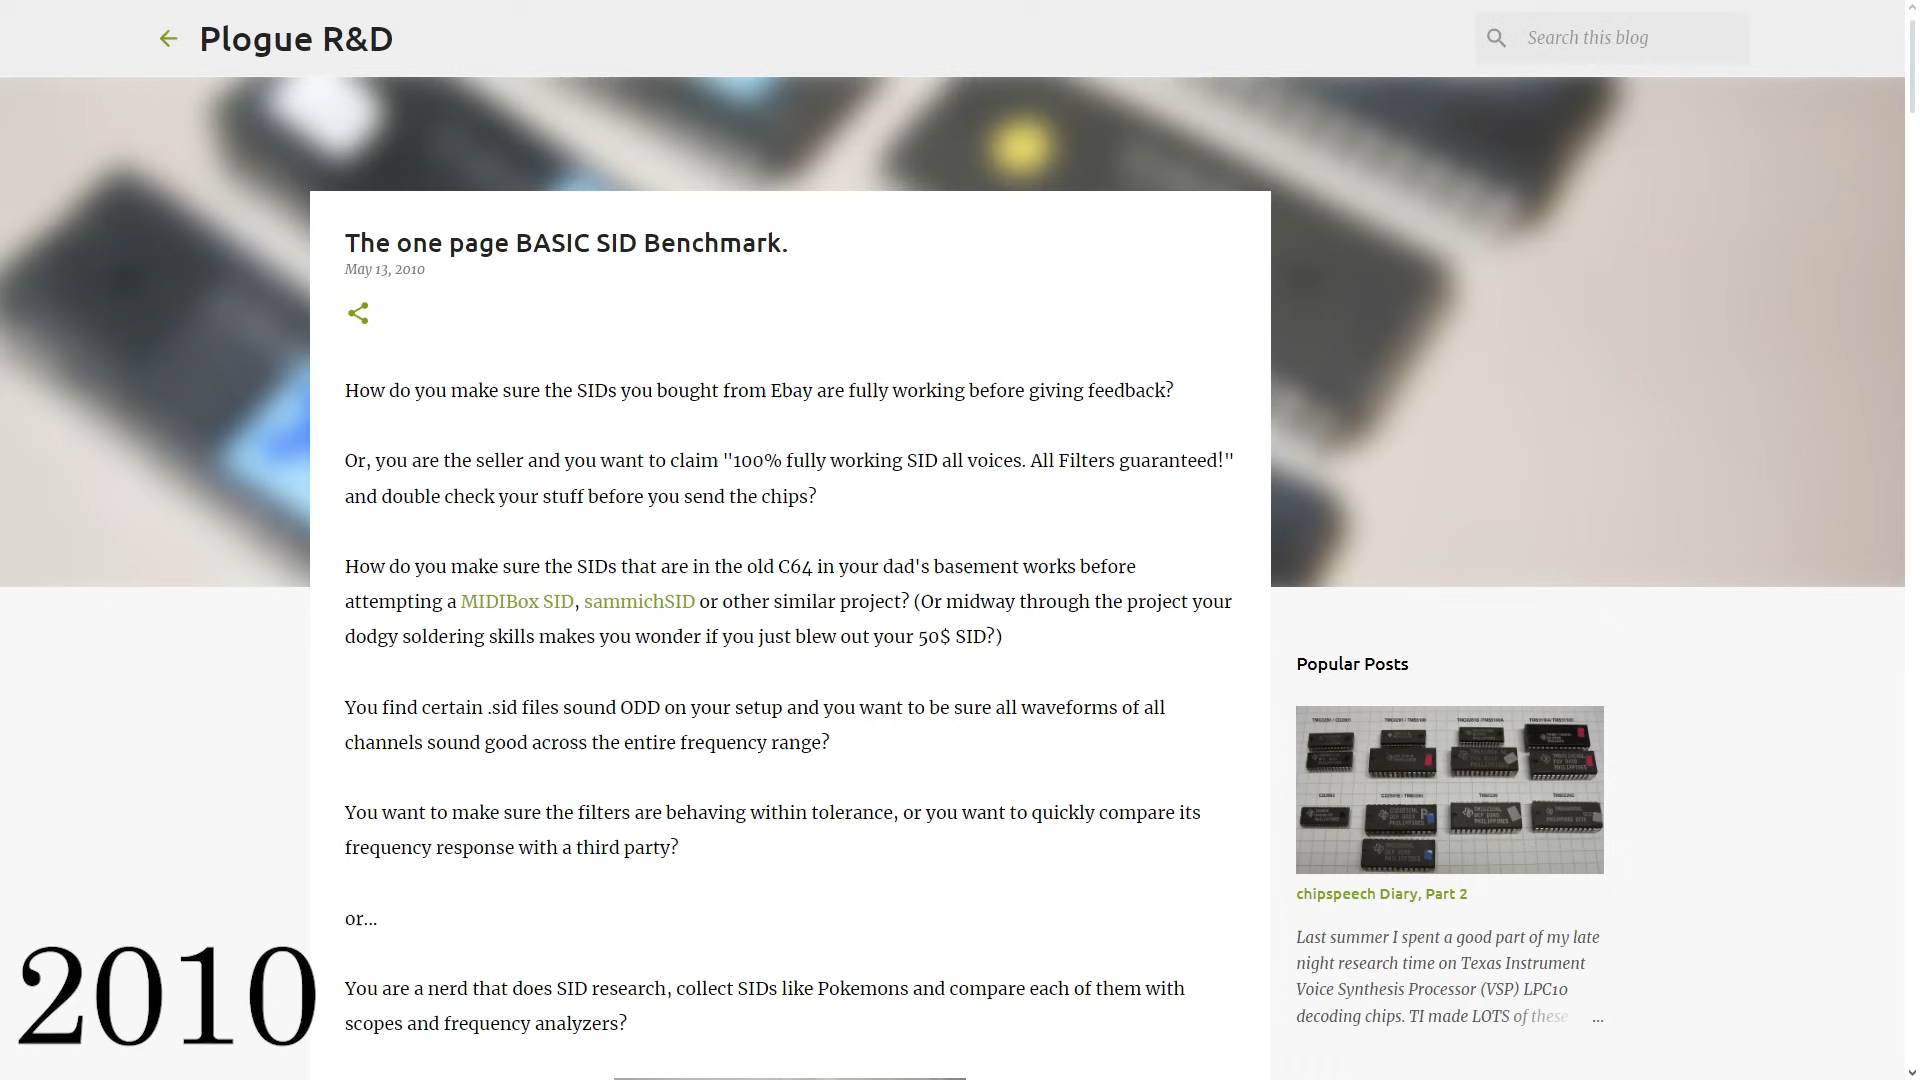 Plogue R&D
Search this blog
The one page BASIC SID Benchmark.
May 13, 2010
How do you make sure the SIDs you bought from Ebay are fully working before giving feedback?
Or, you are the seller and you want to claim "100% fully working SID all voices. All Filters guaranteed!"
and double check your stuff before you send the chips?
How do you make sure the SIDs that are in the old C64 in your dad's basement works before
attempting a MIDIBox SID, sammichSID or other similar project? (Or midway through the project your
dodgy soldering skills makes you wonder if you just blew out your 50$ SID?)
You find certain .sid files sound ODD on your setup and you want to be sure all waveforms of all
channels sound good across the entire frequency range?
You want to make sure the filters are behaving within tolerance, or you want to quickly compare its
frequency response with a third party?
or...
You are a nerd that does SID research, collect SIDs like Pokemons and compare each of them with
scopes and frequency analyzers?
Popular Posts
chipspeech Diary, Part 2
Last summer I spent a good part of my late
night research time on Texas Instrument
Voice Synthesis Processor (VSP) LPC10
decoding chips. TI made LOTS of these ...
2010